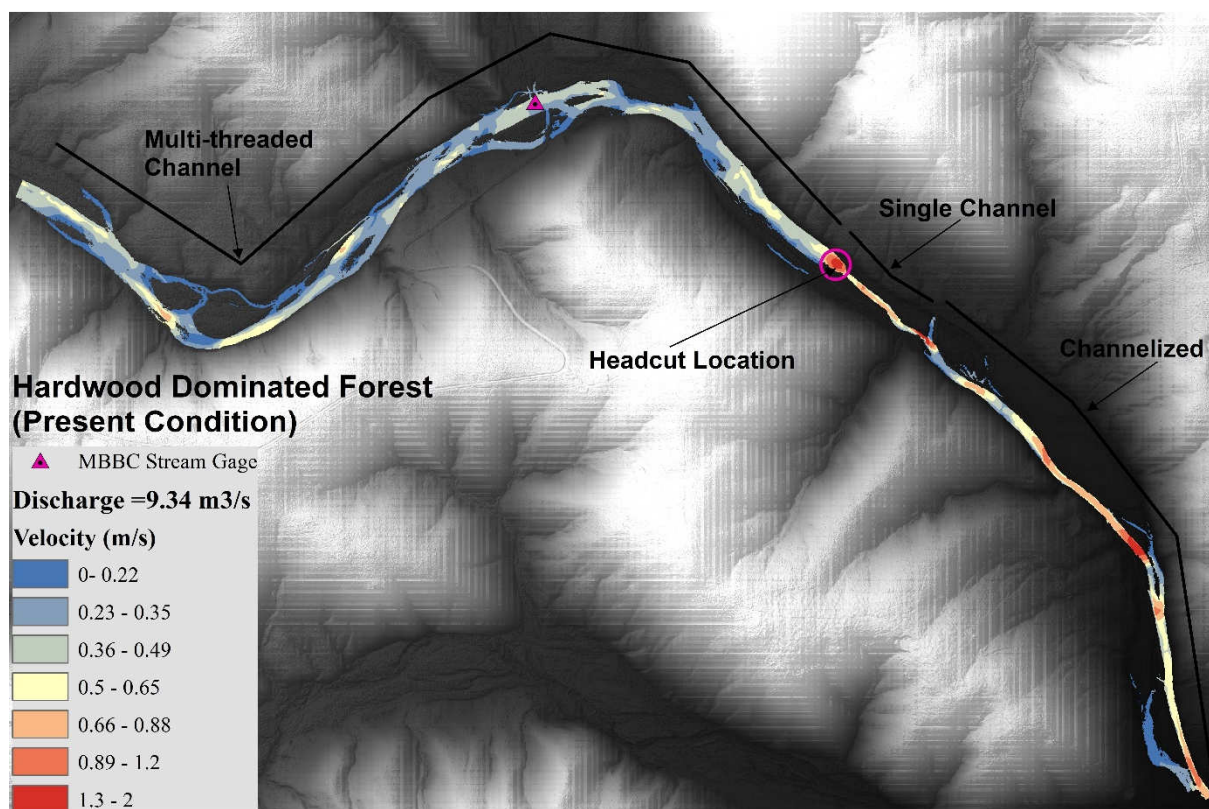 Multi-threaded
Channel
Single Channel
Headcut Location
Channelized
Hardwood Dominated Forest
(Present Condition)
MBBC Stream Gage
Discharge =9.34 m3/s
Velocity (m/s)
0- 0.22
0.23 - 0.35
0.36 - 0.49
0.5 - 0.65
0.66 - 0.88
0.89 - 1.2
1.3 - 2